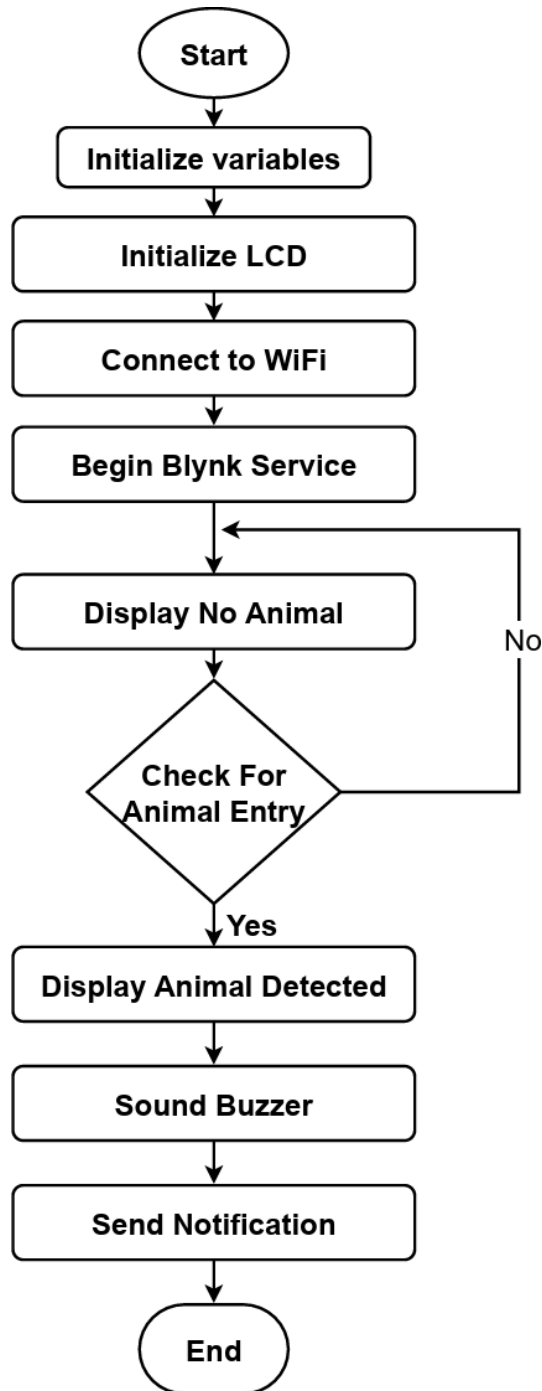 Start
Initialize variables
Initialize LCD
Connect to WiFi
Begin Blynk Service
Display No Animal
No
Check For
Animal Entry
Yes
Display Animal Detected
Sound Buzzer
Send Notification
End